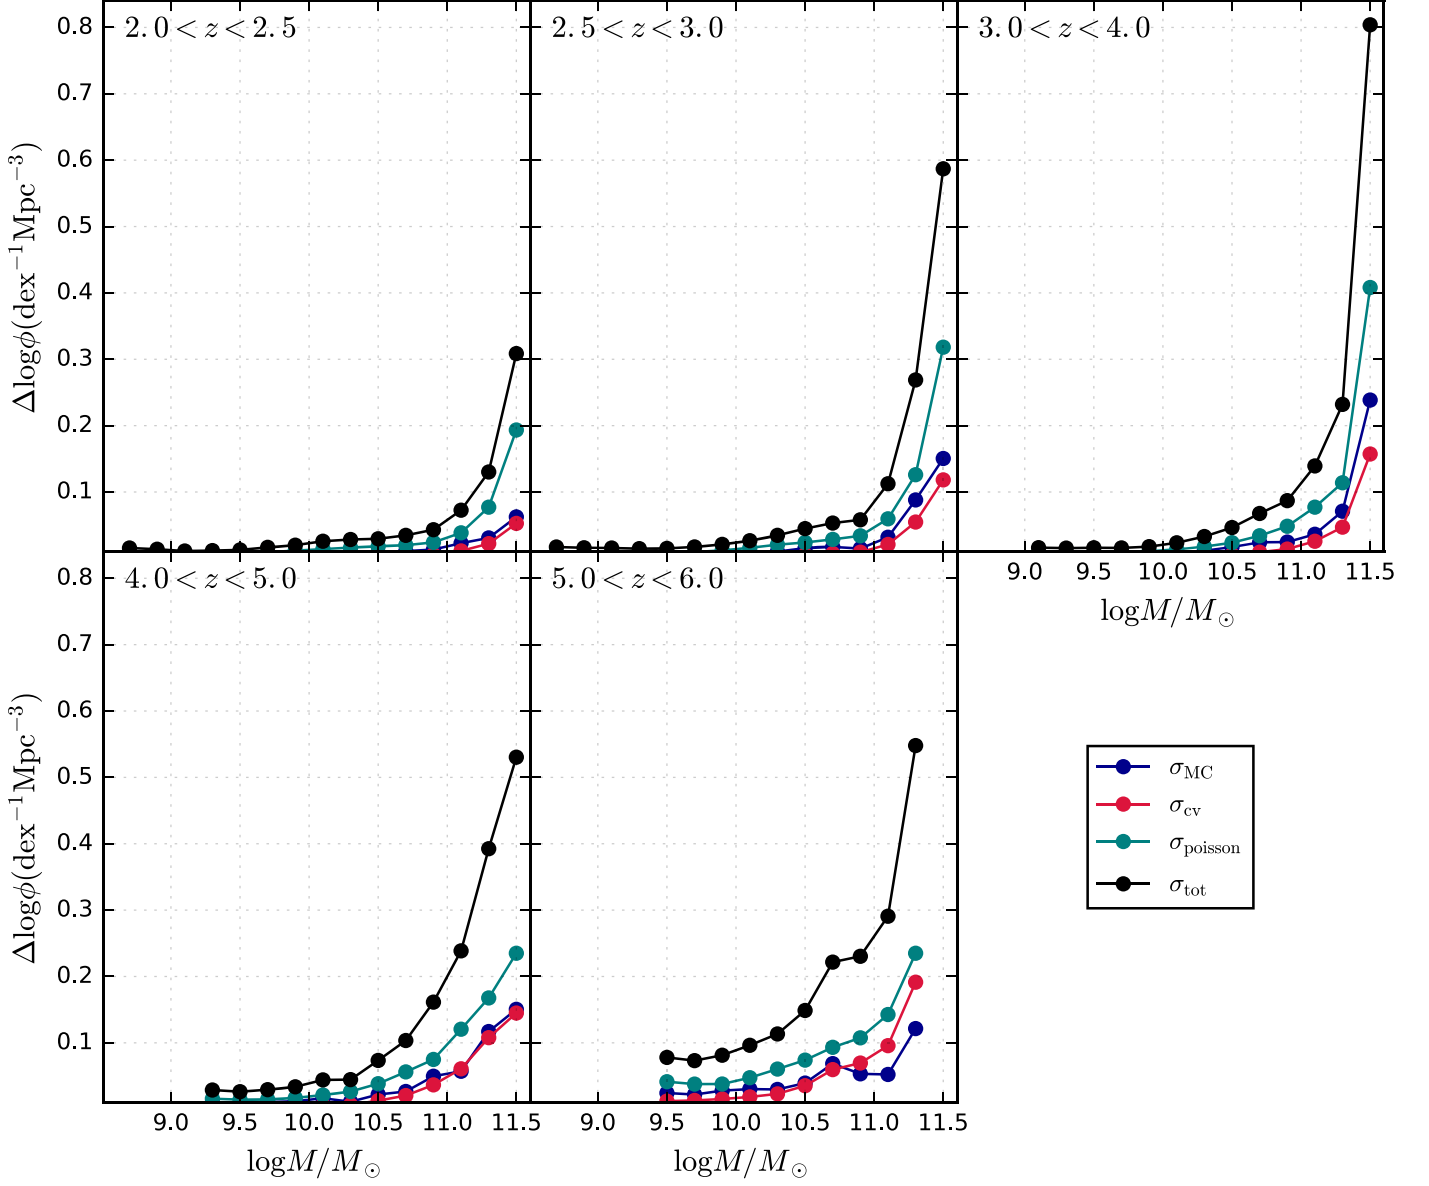 2.0 < z < 2.5
2.5 < z < 3.0
3.0 < z < 4.0
0.8
0.7
0.6
0.5
0.4
0.3
0.2
0.1
Δlogϕ(dex⁻¹Mpc⁻³)
9.0 9.5 10.0 10.5 11.0 11.5
logM/M⊙
4.0 < z < 5.0
5.0 < z < 6.0
0.8
0.7
0.6
0.5
0.4
0.3
0.2
0.1
Δlogϕ(dex⁻¹Mpc⁻³)
9.0 9.5 10.0 10.5 11.0 11.5
logM/M⊙
9.0 9.5 10.0 10.5 11.0 11.5
logM/M⊙
σMC
σcv
σpoisson
σtot